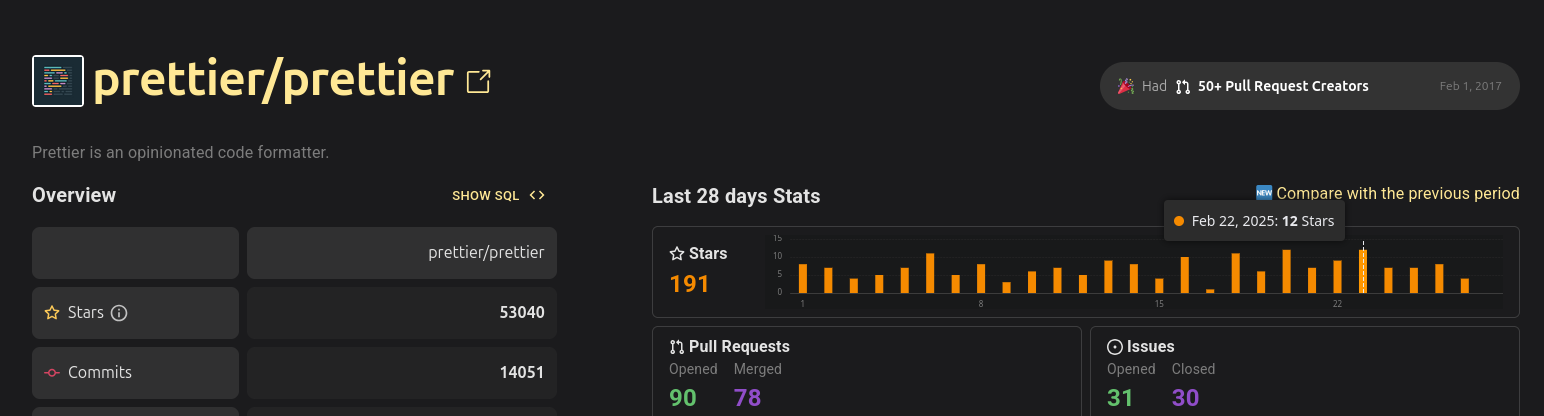 prettier/prettier
Had 50+ Pull Request Creators Feb 1, 2017
Prettier is an opinionated code formatter.
Overview
SHOW SQL <>
prettier/prettier
Stars
53040
Commits
14051
Last 28 days Stats
NEW Compare with the previous period
Feb 22, 2025: 12 Stars
Stars
191
15
10
5
0
1
8
15
22
Pull Requests
Opened Merged
90 78
Issues
Opened Closed
31 30